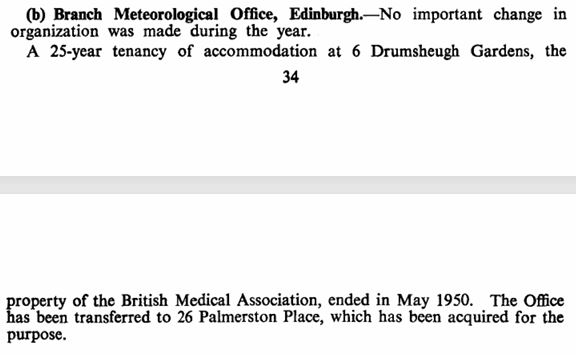 (b) Branch Meteorological Office, Edinburgh.—No important change in
organization was made during the year.
A 25-year tenancy of accommodation at 6 Drumsheugh Gardens, the
34
property of the British Medical Association, ended in May 1950. The Office
has been transferred to 26 Palmerston Place, which has been acquired for the
purpose.